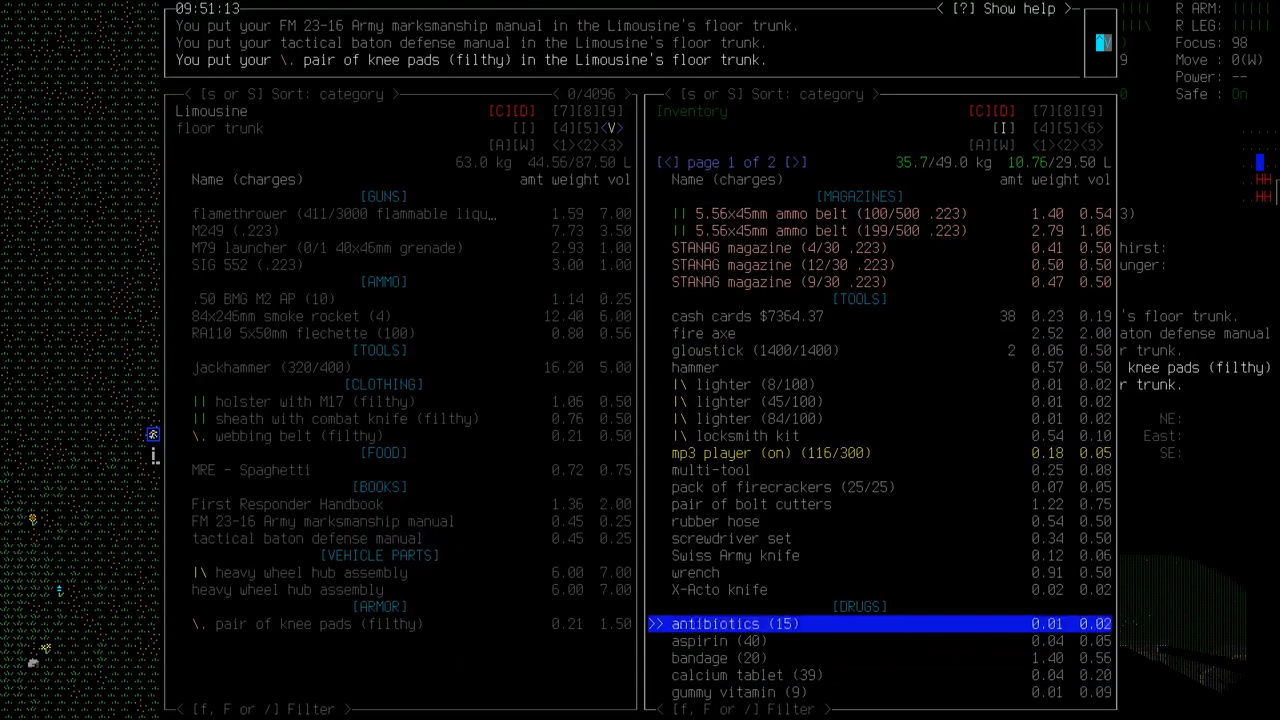 09:51:13 < [?] Show help >
You put your FM 23-16 Army marksmanship manual in the Limousine's floor trunk.
You put your tactical baton defense manual in the Limousine's floor trunk.
You put your \. pair of knee pads (filthy) in the Limousine's floor trunk.
R ARM:
R LEG:
Focus: 98
9 Move : 0(W)
Power: --
0 Safe : On
< [s or S] Sort: category > < 0/4096 >
Limousine [C][D] [7][8][9]
floor trunk [I] [4][5]<V>
[A][W] <1><2><3>
63.0 kg 44.56/87.50 L
Name (charges) amt weight vol
[GUNS]
flamethrower (411/3000 flammable liqu… 1.59 7.00
M249 (.223) 7.73 3.50
M79 launcher (0/1 40x46mm grenade) 2.93 1.00
SIG 552 (.223) 3.00 1.00
[AMMO]
.50 BMG M2 AP (10) 1.14 0.25
84x246mm smoke rocket (4) 12.40 6.00
RA110 5x50mm flechette (100) 0.80 0.56
[TOOLS]
jackhammer (320/400) 16.20 5.00
[CLOTHING]
|| holster with M17 (filthy) 1.06 0.50
|| sheath with combat knife (filthy) 0.76 0.50
\. webbing belt (filthy) 0.21 0.50
[FOOD]
MRE - Spaghetti 0.72 0.75
[BOOKS]
First Responder Handbook 1.36 2.00
FM 23-16 Army marksmanship manual 0.45 0.25
tactical baton defense manual 0.45 0.25
[VEHICLE PARTS]
|\ heavy wheel hub assembly 6.00 7.00
heavy wheel hub assembly 6.00 7.00
[ARMOR]
\. pair of knee pads (filthy) 0.21 1.50
< [f, F or /] Filter >
< [s or S] Sort: category >
Inventory [C][D] [7][8][9]
[I] [4][5]<6>
[A][W] <1><2><3>
[<] page 1 of 2 [>] 35.7/49.0 kg 10.76/29.50 L
Name (charges) amt weight vol
[MAGAZINES]
|| 5.56x45mm ammo belt (100/500 .223) 1.40 0.54
|| 5.56x45mm ammo belt (199/500 .223) 2.79 1.06
STANAG magazine (4/30 .223) 0.41 0.50
STANAG magazine (12/30 .223) 0.50 0.50
STANAG magazine (9/30 .223) 0.47 0.50
[TOOLS]
cash cards $7364.37 38 0.23 0.19
fire axe 2.52 2.00
glowstick (1400/1400) 2 0.06 0.50
hammer 0.57 0.50
|\ lighter (8/100) 0.01 0.02
|\ lighter (45/100) 0.01 0.02
|\ lighter (84/100) 0.01 0.02
|\ locksmith kit 0.54 0.10
mp3 player (on) (116/300) 0.18 0.05
multi-tool 0.25 0.08
pack of firecrackers (25/25) 0.07 0.05
pair of bolt cutters 1.22 0.75
rubber hose 0.54 0.50
screwdriver set 0.34 0.50
Swiss Army knife 0.12 0.06
wrench 0.91 0.50
X-Acto knife 0.02 0.02
[DRUGS]
>> antibiotics (15) 0.01 0.02
aspirin (40) 0.04 0.05
bandage (20) 1.40 0.56
calcium tablet (39) 0.04 0.20
gummy vitamin (9) 0.01 0.09
< [f, F or /] Filter >
HH
HH
3)
hirst:
unger:
's floor trunk.
aton defense manual
r trunk.
knee pads (filthy)
r trunk.
NE:
East:
SE: